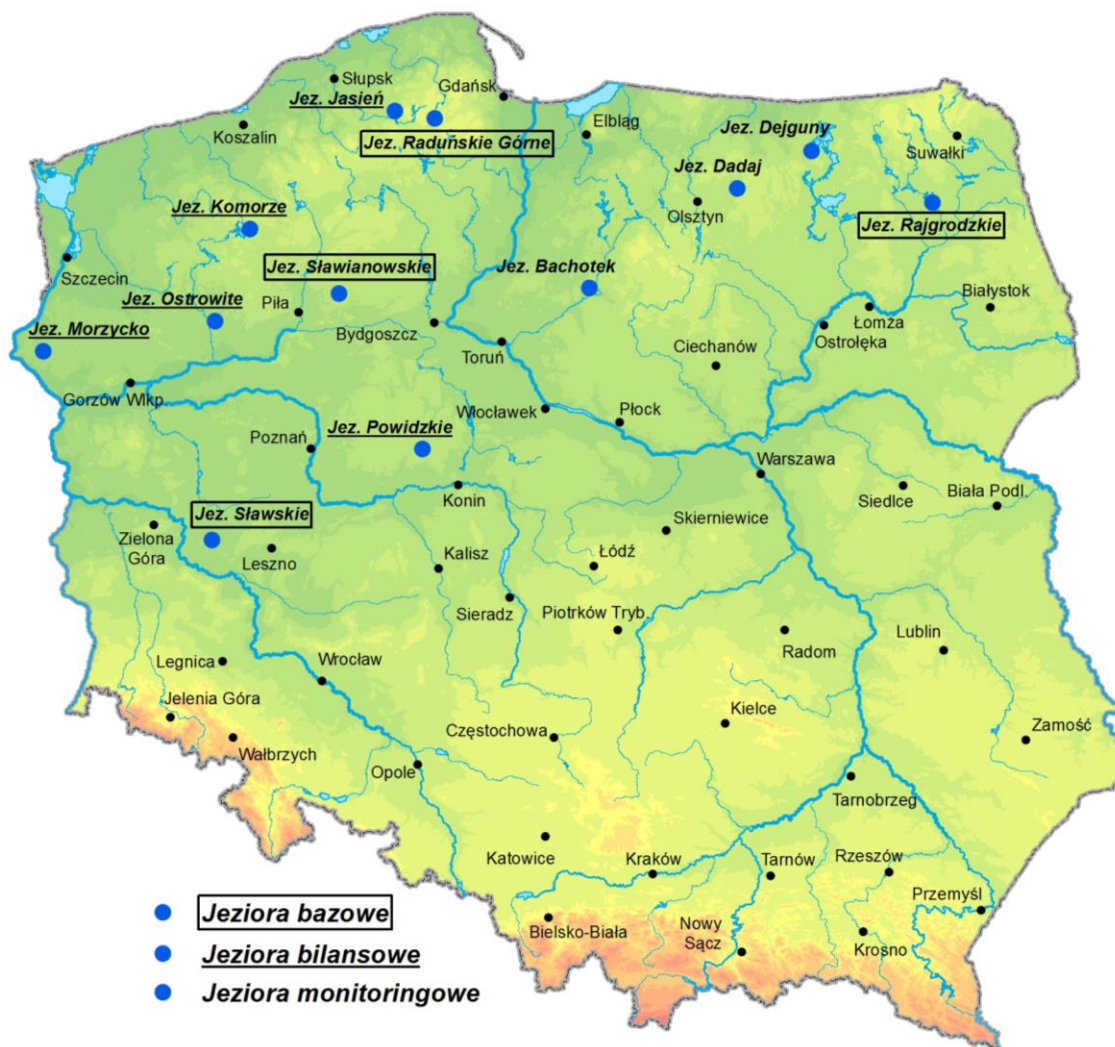 Słupsk
Gdańsk
Jez. Jasień
Koszalin
Jez. Raduńskie Górne
Elbląg
Jez. Dejguny
Suwałki
Jez. Dadaj
Olsztyn
Jez. Komorze
Jez. Rajgrodzkie
Szczecin
Jez. Sławianowskie
Jez. Bachotek
Jez. Ostrowite
Piła
Białystok
Jez. Morzycko
Bydgoszcz
Łomża
Ostrołęka
Toruń
Ciechanów
Gorzów Wlkp.
Włocławek
Płock
Poznań
Jez. Powidzkie
Warszawa
Konin
Siedlce
Biała Podl.
Jez. Sławskie
Skierniewice
Zielona
Góra
Leszno
Kalisz
Łódź
Sieradz
Piotrków Tryb.
Radom
Lublin
Legnica
Wrocław
Jelenia Góra
Kielce
Częstochowa
Zamość
Wałbrzych
Opole
Tarnobrzeg
Katowice
Kraków
Tarnów
Rzeszów
Przemyśl
Bielsko-Biała
Nowy
Sącz
Krosno
Jeziora bazowe
Jeziora bilansowe
Jeziora monitoringowe